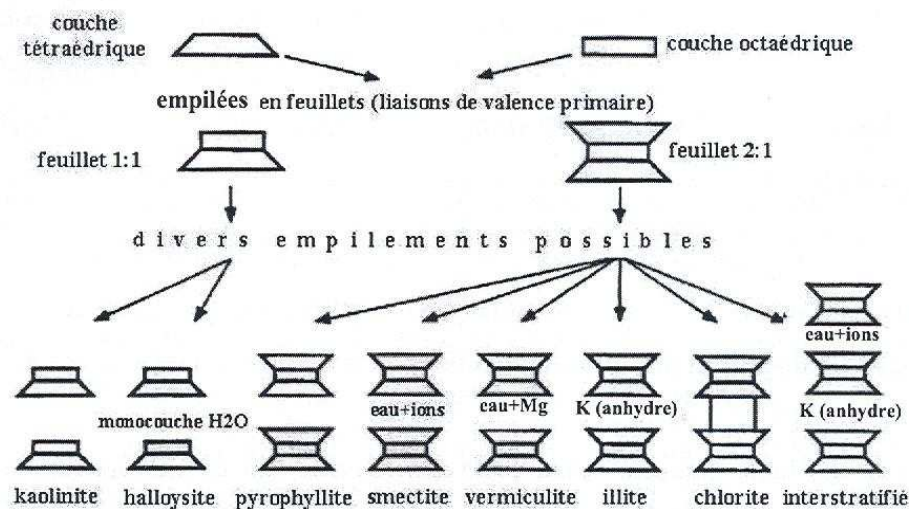 couche
tétraédrique
couche octaédrique
empilées en feuillets (liaisons de valence primaire)
feuillet 1:1
feuillet 2:1
divers empilements possibles
eau+ions
monocouche H2O
eau+ions
eau+Mg
K (anhydre)
K (anhydre)
kaolinite halloysite pyrophyllite smectite vermiculite illite chlorite interstratifié